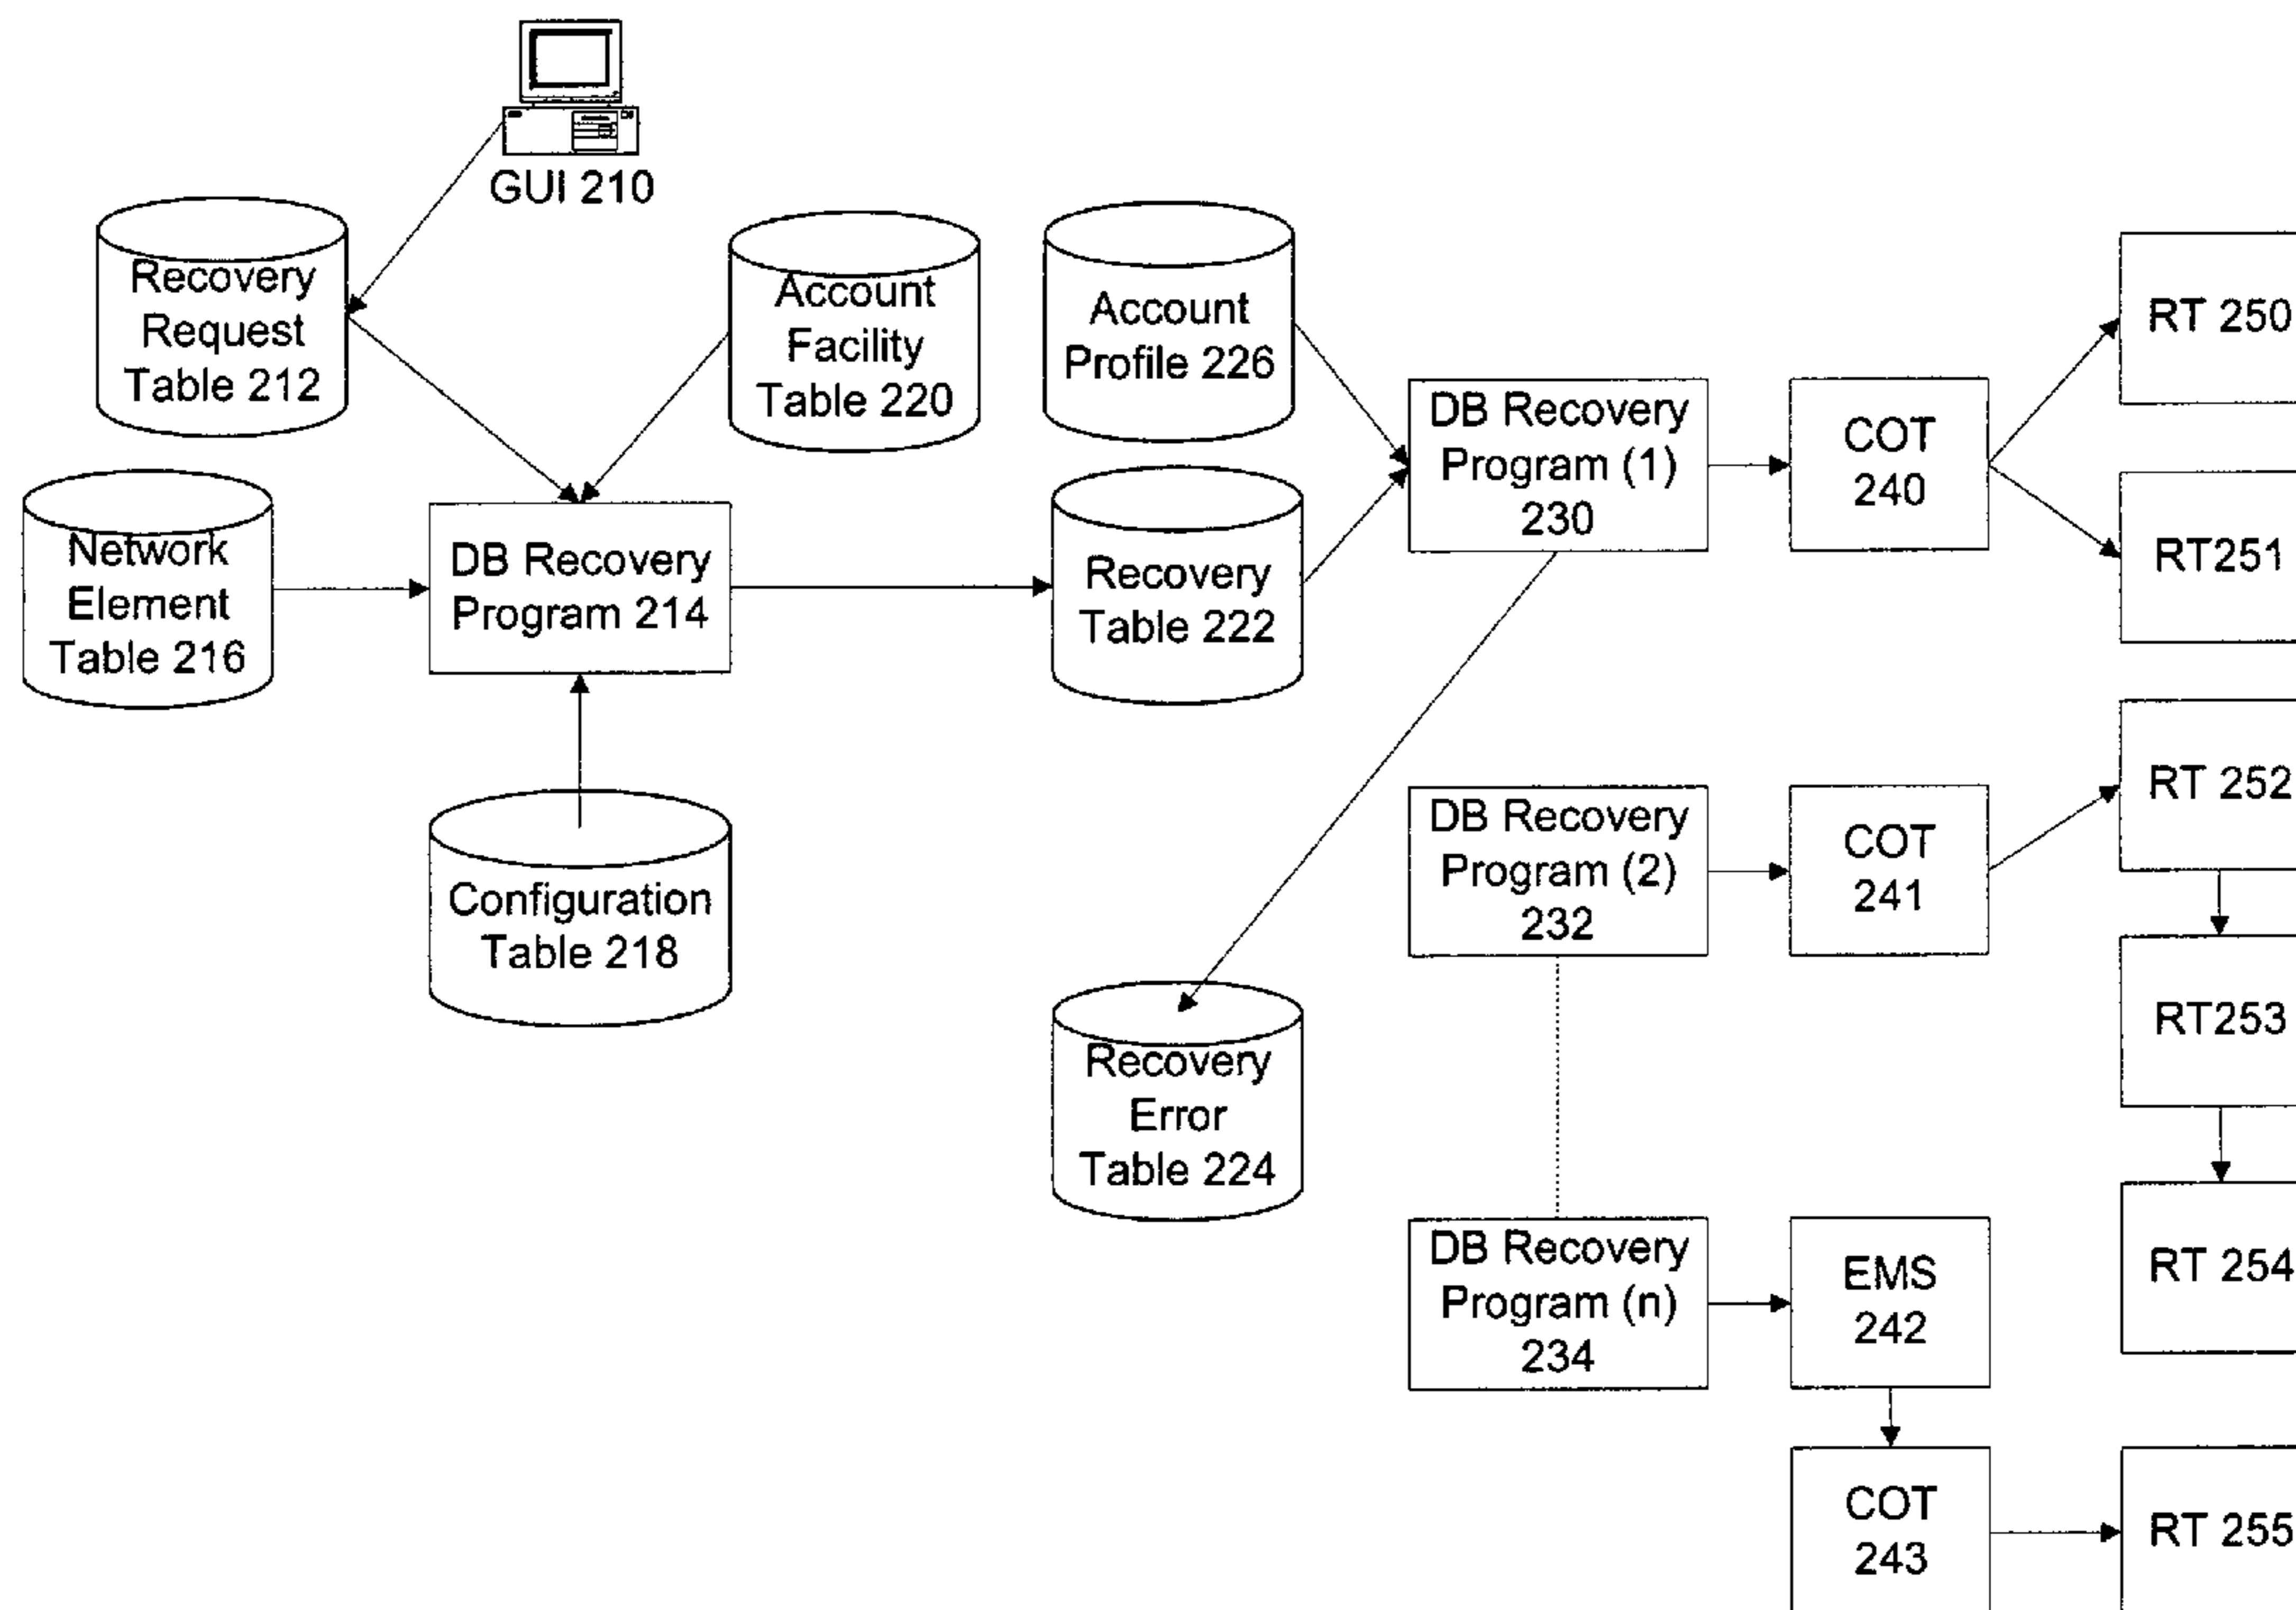 GUI 210
Recovery
Request
Table 212
Account
Facility
Table 220
Account
Profile 226
Network
Element
Table 216
DB Recovery
Program 214
Configuration
Table 218
Recovery
Table 222
Recovery
Error
Table 224
DB Recovery
Program (1)
230
COT
240
RT 250
RT251
DB Recovery
Program (2)
232
COT
241
RT 252
RT253
RT 254
DB Recovery
Program (n)
234
EMS
242
COT
243
RT 255